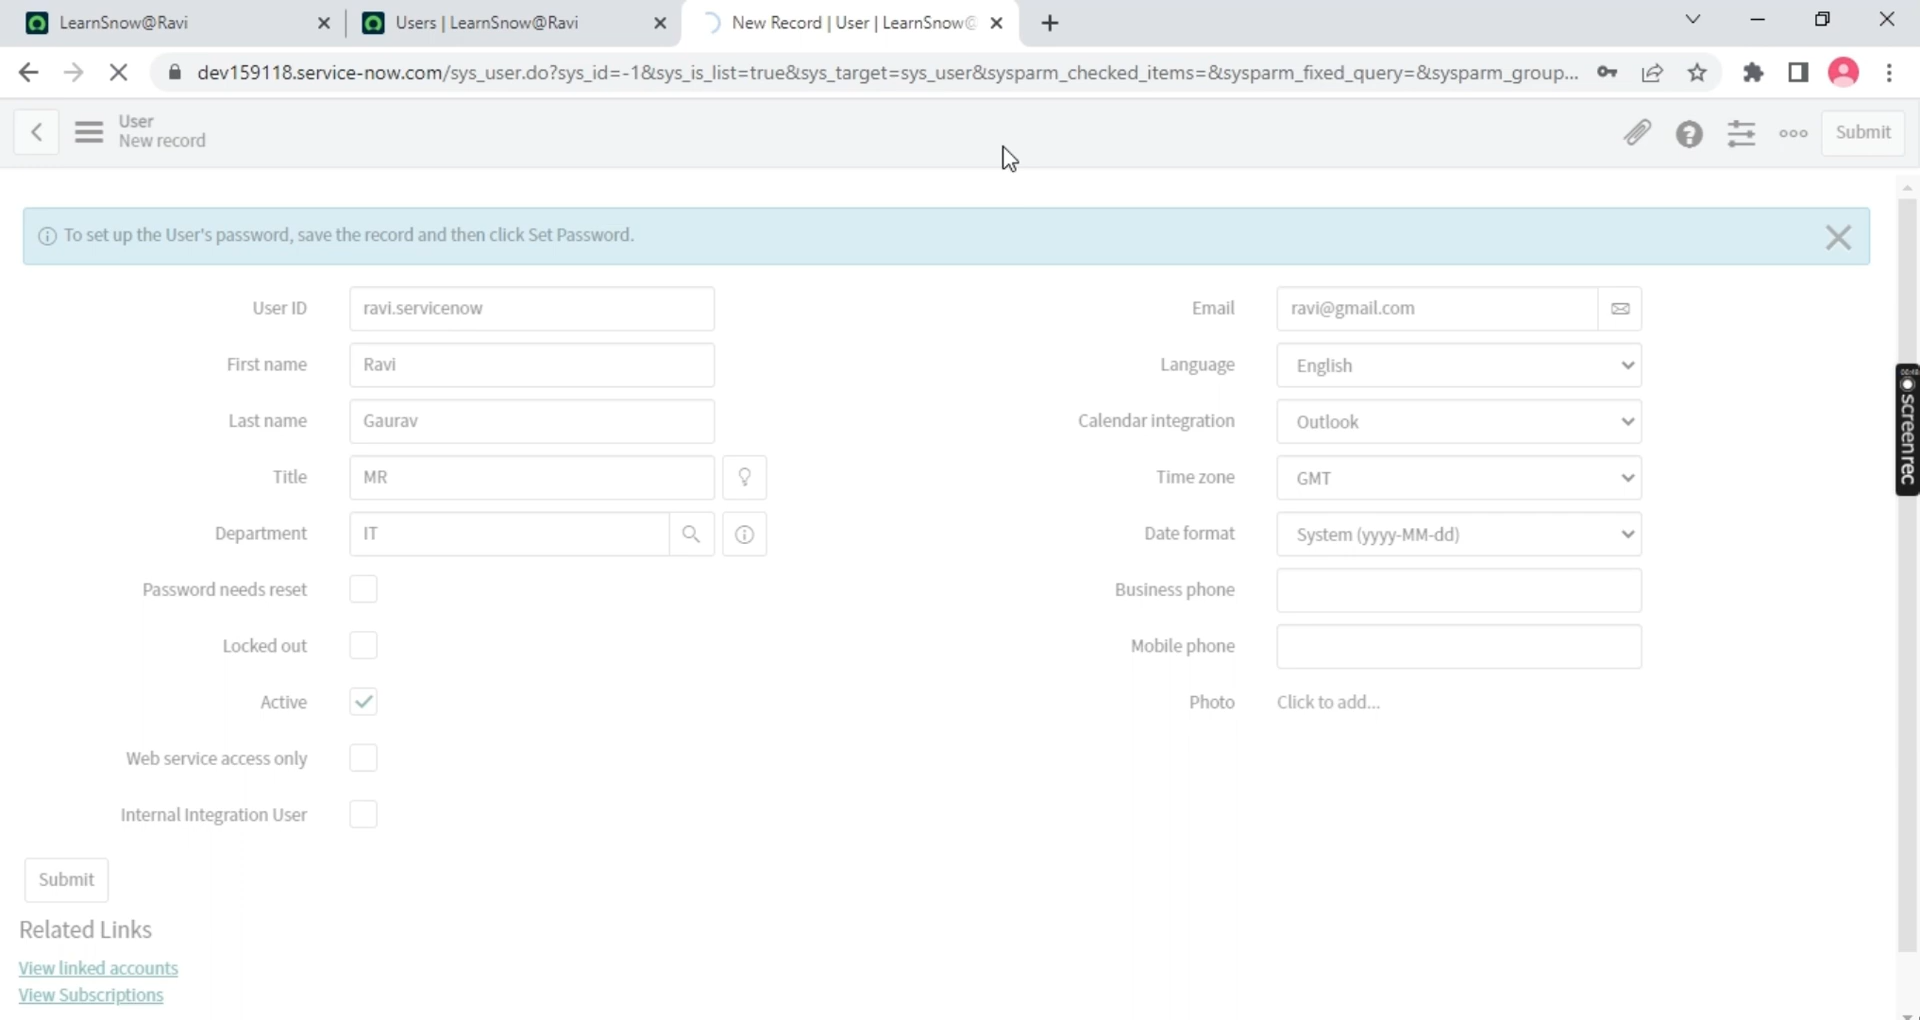 LearnSnow@Ravi
Users | LearnSnow@Ravi
New Record | User | LearnSnow@
dev159118.service-now.com/sys_user.do?sys_id=-1&sys_is_list=true&sys_target=sys_user&sysparm_checked_items=&sysparm_fixed_query=&sysparm_group...
User
New record
Submit
To set up the User's password, save the record and then click Set Password.
User ID ravi.servicenow
Email ravi@gmail.com
First name Ravi
Language English
Last name Gaurav
Calendar integration Outlook
Title MR
Time zone GMT
Department IT
Date format System (yyyy-MM-dd)
Password needs reset
Business phone
Locked out
Mobile phone
Active
Photo Click to add...
Web service access only
Internal Integration User
Submit
Related Links
View linked accounts
View Subscriptions
screenrec